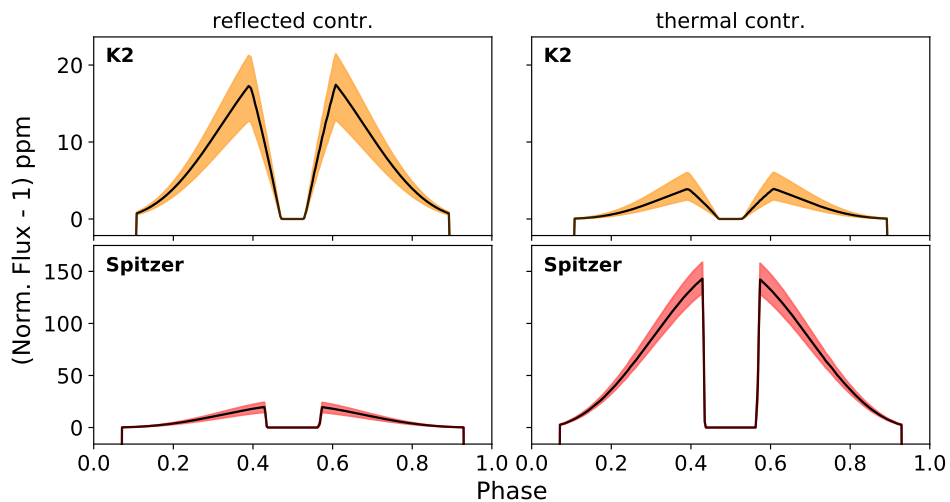 reflected contr.
thermal contr.
K2
K2
20
10
0
(Norm. Flux - 1) ppm
Spitzer
Spitzer
150
100
50
0
0.0 0.2 0.4 0.6 0.8 1.0
0.0 0.2 0.4 0.6 0.8 1.0
Phase